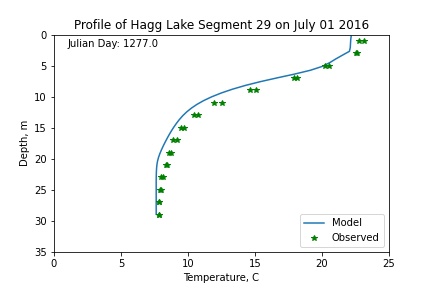 Profile of Hagg Lake Segment 29 on July 01 2016
Julian Day: 1277.0
0
5
10
15
20
25
30
35
Depth, m
Model
Observed
0 5 10 15 20 25
Temperature, C